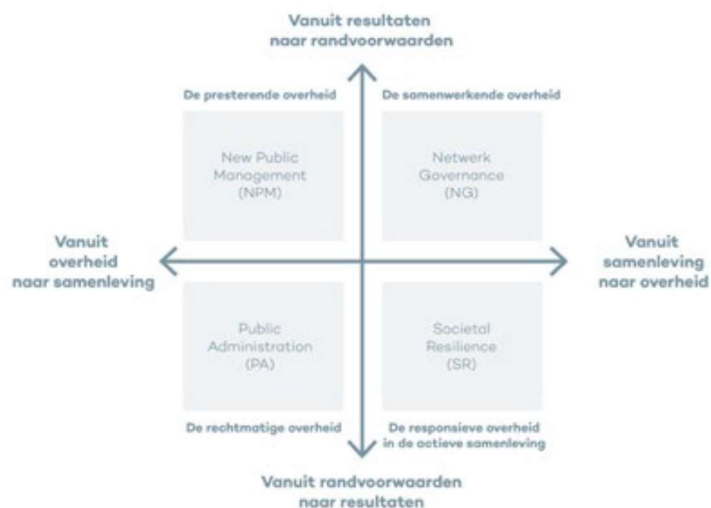 Vanuit resultaten
naar randvoorwaarden
De presterende overheid
De samenwerkende overheid
New Public
Management
(NPM)
Netwerk
Governance
(NG)
Vanuit
overheid
naar samenleving
Vanuit
samenleving
naar overheid
Public
Administration
(PA)
Societal
Resilience
(SR)
De rechtmatige overheid
De responsieve overheid
in de actieve samenleving
Vanuit randvoorwaarden
naar resultaten